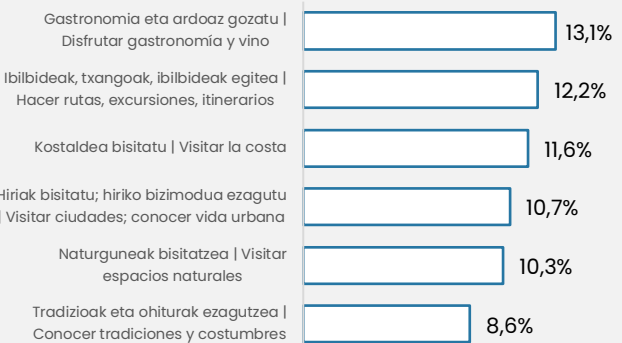 Gastronomia eta ardoaz gozatu |
Disfrutar gastronomía y vino
13,1%
Ibilbideak, txangoak, ibilbideak egitea |
Hacer rutas, excursiones, itinerarios
12,2%
Kostaldea bisitatu | Visitar la costa
11,6%
Hiriak bisitatu; hiriko bizimodua ezagutu
| Visitar ciudades; conocer vida urbana
10,7%
Naturguneak bisitatzea | Visitar
espacios naturales
10,3%
Tradizioak eta ohiturak ezagutzea |
Conocer tradiciones y costumbres
8,6%